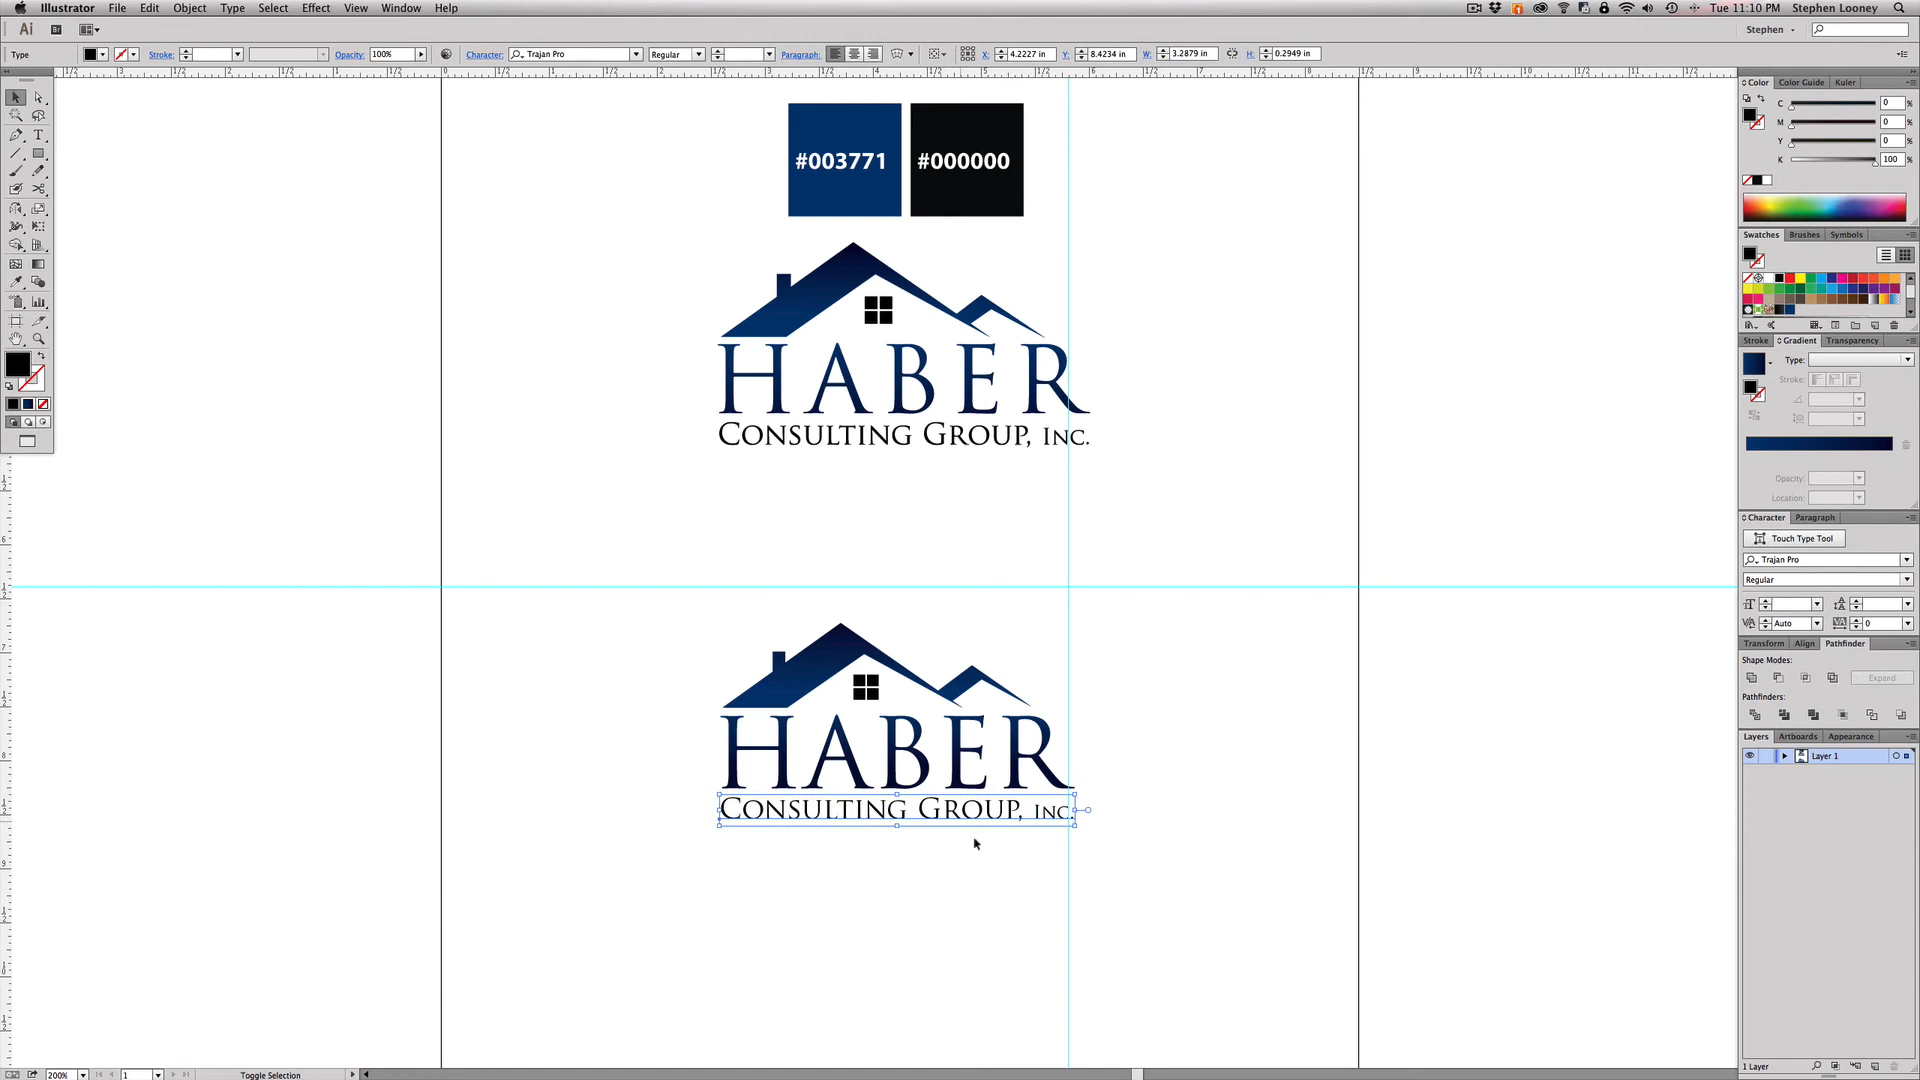 Illustrator File Edit Object Type Select Effect View Window Help Tue 11:10 PM Stephen Looney
Ai Br Stephen
Type Stroke: Opacity: 100% Character: Trajan Pro Regular Paragraph: X: 4.2227 in Y: 8.4234 in W: 3.2879 in H: 0.2949 in
Color Color Guide Kuler
C 0 %
M 0 %
Y 0 %
K 100 %
#003771 #000000
Swatches Brushes Symbols
HABER
CONSULTING GROUP, INC.
Stroke Gradient Transparency
Type:
Stroke:
Opacity:
Location:
Character Paragraph
Touch Type Tool
Trajan Pro
Regular
Auto 0
Transform Align Pathfinder
Shape Modes:
Expand
Pathfinders:
HABER
CONSULTING GROUP, INC.
Layers Artboards Appearance
Layer 1
200% 1 Toggle Selection
1 Layer